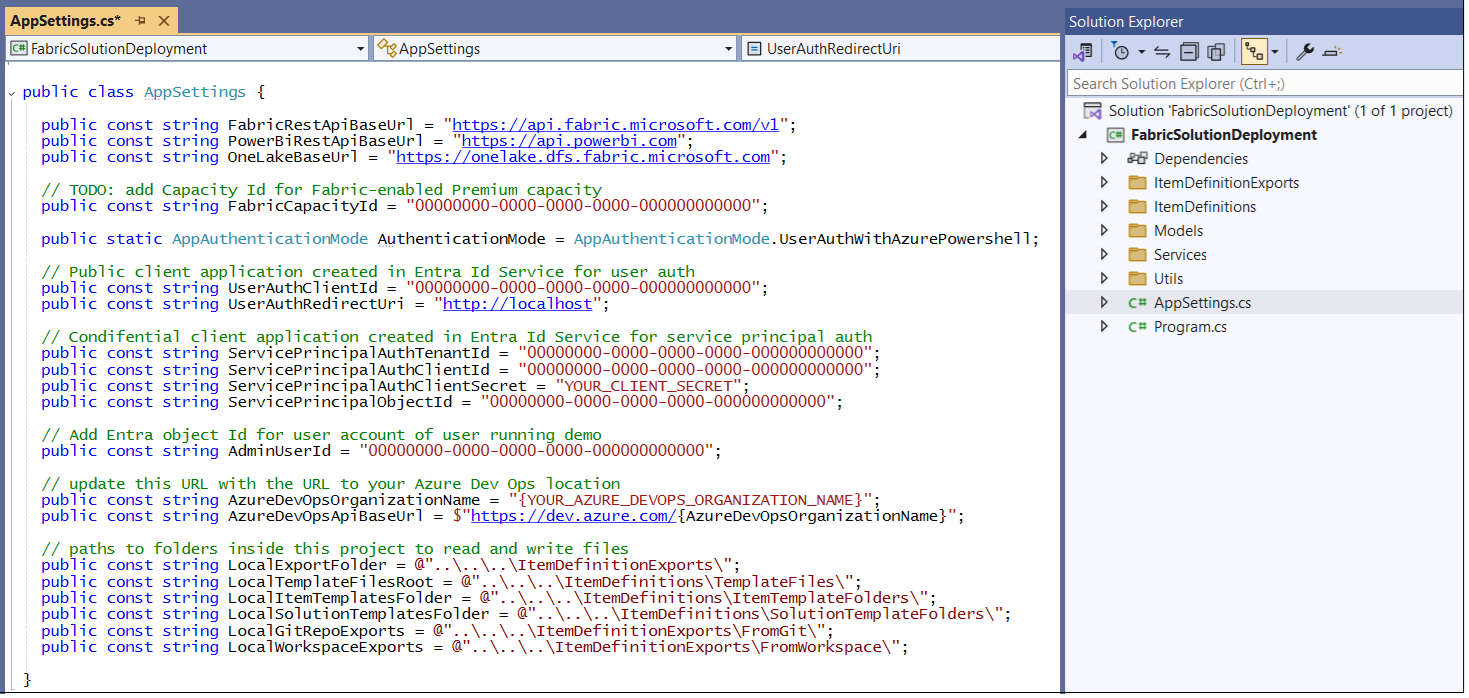 AppSettings.cs*
FabricSolutionDeployment
AppSettings
UserAuthRedirectUri
public class AppSettings {
public const string FabricRestApiBaseUrl = "https://api.fabric.microsoft.com/v1";
public const string PowerBiRestApiBaseUrl = "https://api.powerbi.com";
public const string OneLakeBaseUrl = "https://onelake.dfs.fabric.microsoft.com";
// TODO: add Capacity Id for Fabric-enabled Premium capacity
public const string FabricCapacityId = "00000000-0000-0000-0000-000000000000";
public static AppAuthenticationMode AuthenticationMode = AppAuthenticationMode.UserAuthWithAzurePowershell;
// Public client application created in Entra Id Service for user auth
public const string UserAuthClientId = "00000000-0000-0000-0000-000000000000";
public const string UserAuthRedirectUri = "http://localhost";
// Condifential client application created in Entra Id Service for service principal auth
public const string ServicePrincipalAuthTenantId = "00000000-0000-0000-0000-000000000000";
public const string ServicePrincipalAuthClientId = "00000000-0000-0000-0000-000000000000";
public const string ServicePrincipalAuthClientSecret = "YOUR_CLIENT_SECRET";
public const string ServicePrincipalObjectId = "00000000-0000-0000-0000-000000000000";
// Add Entra object Id for user account of user running demo
public const string AdminUserId = "00000000-0000-0000-0000-000000000000";
// update this URL with the URL to your Azure Dev Ops location
public const string AzureDevOpsOrganizationName = "{YOUR_AZURE_DEVOPS_ORGANIZATION_NAME}";
public const string AzureDevOpsApiBaseUrl = $"https://dev.azure.com/{AzureDevOpsOrganizationName}";
// paths to folders inside this project to read and write files
public const string LocalExportFolder = @"..\..\..\ItemDefinitionExports\";
public const string LocalTemplateFilesRoot = @"..\..\..\ItemDefinitions\TemplateFiles\";
public const string LocalItemTemplatesFolder = @"..\..\..\ItemDefinitions\ItemTemplateFolders\";
public const string LocalSolutionTemplatesFolder = @"..\..\..\ItemDefinitions\SolutionTemplateFolders\";
public const string LocalGitRepoExports = @"..\..\..\ItemDefinitionExports\FromGit\";
public const string LocalWorkspaceExports = @"..\..\..\ItemDefinitionExports\FromWorkspace\";
}
Solution Explorer
Search Solution Explorer (Ctrl+;)
Solution 'FabricSolutionDeployment' (1 of 1 project)
C# FabricSolutionDeployment
Dependencies
ItemDefinitionExports
ItemDefinitions
Models
Services
Utils
C# AppSettings.cs
C# Program.cs